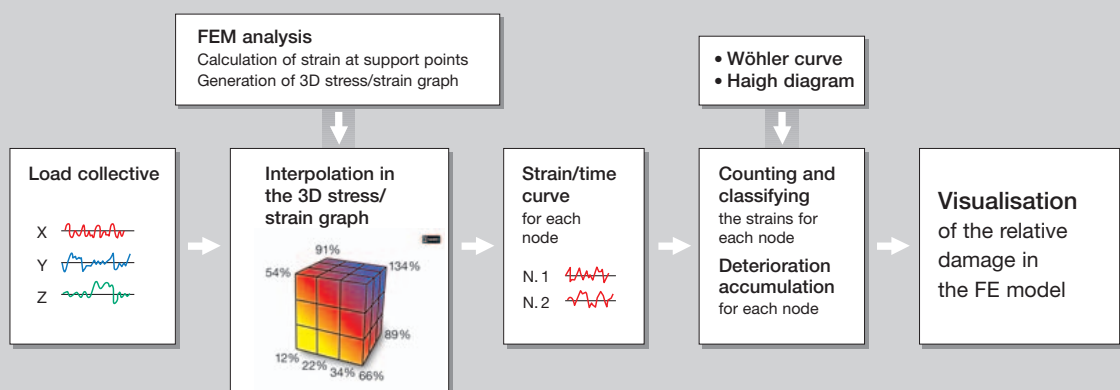 FEM analysis
Calculation of strain at support points
Generation of 3D stress/strain graph
• Wöhler curve
• Haigh diagram
Load collective
X
Y
Z
Interpolation in
the 3D stress/
strain graph
91%
54%
134%
89%
12%
22%
34%
66%
Strain/time
curve
for each
node
N. 1
N. 2
Counting and
classifying
the strains for
each node
Deterioration
accumulation
for each node
Visualisation
of the relative
damage in
the FE model